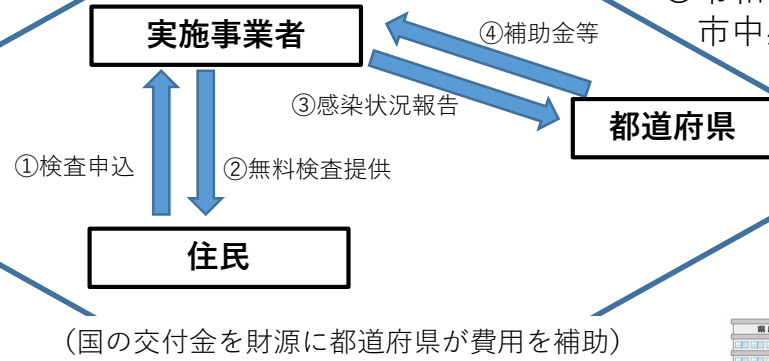 実施事業者
④補助金等
市中
③感染状況報告
都道府県
①検査申込
②無料検査提供
住民
(国の交付金を財源に都道府県が費用を補助)